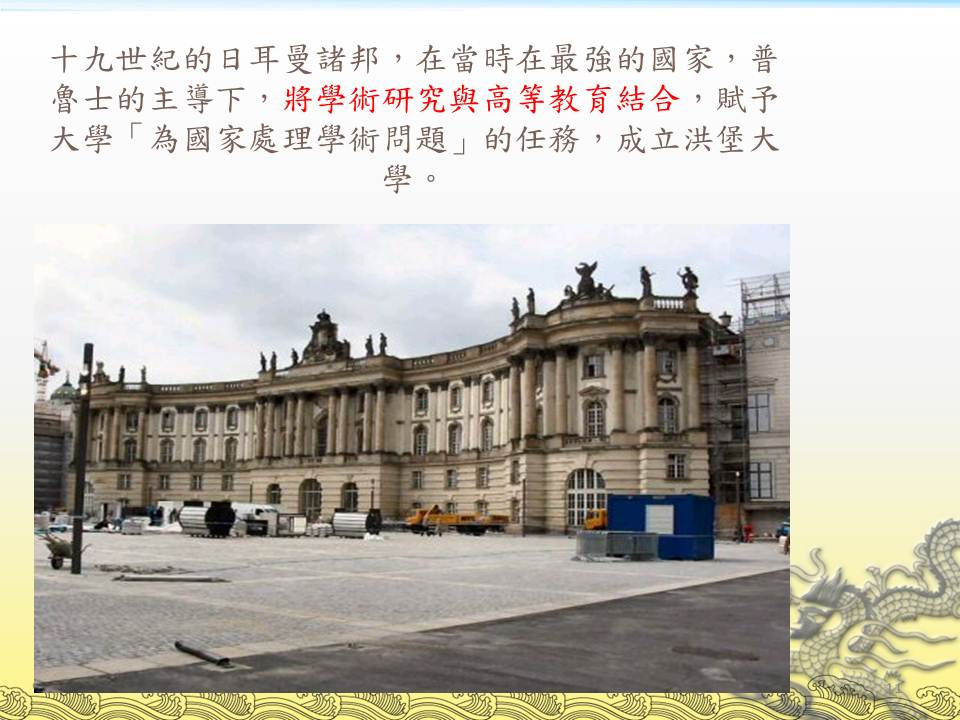 十九世紀的日耳曼諸邦，在當時在最強的國家，普
魯士的主導下，將學術研究與高等教育結合，賦予
大學「為國家處理學術問題」的任務，成立洪堡大
學。
11